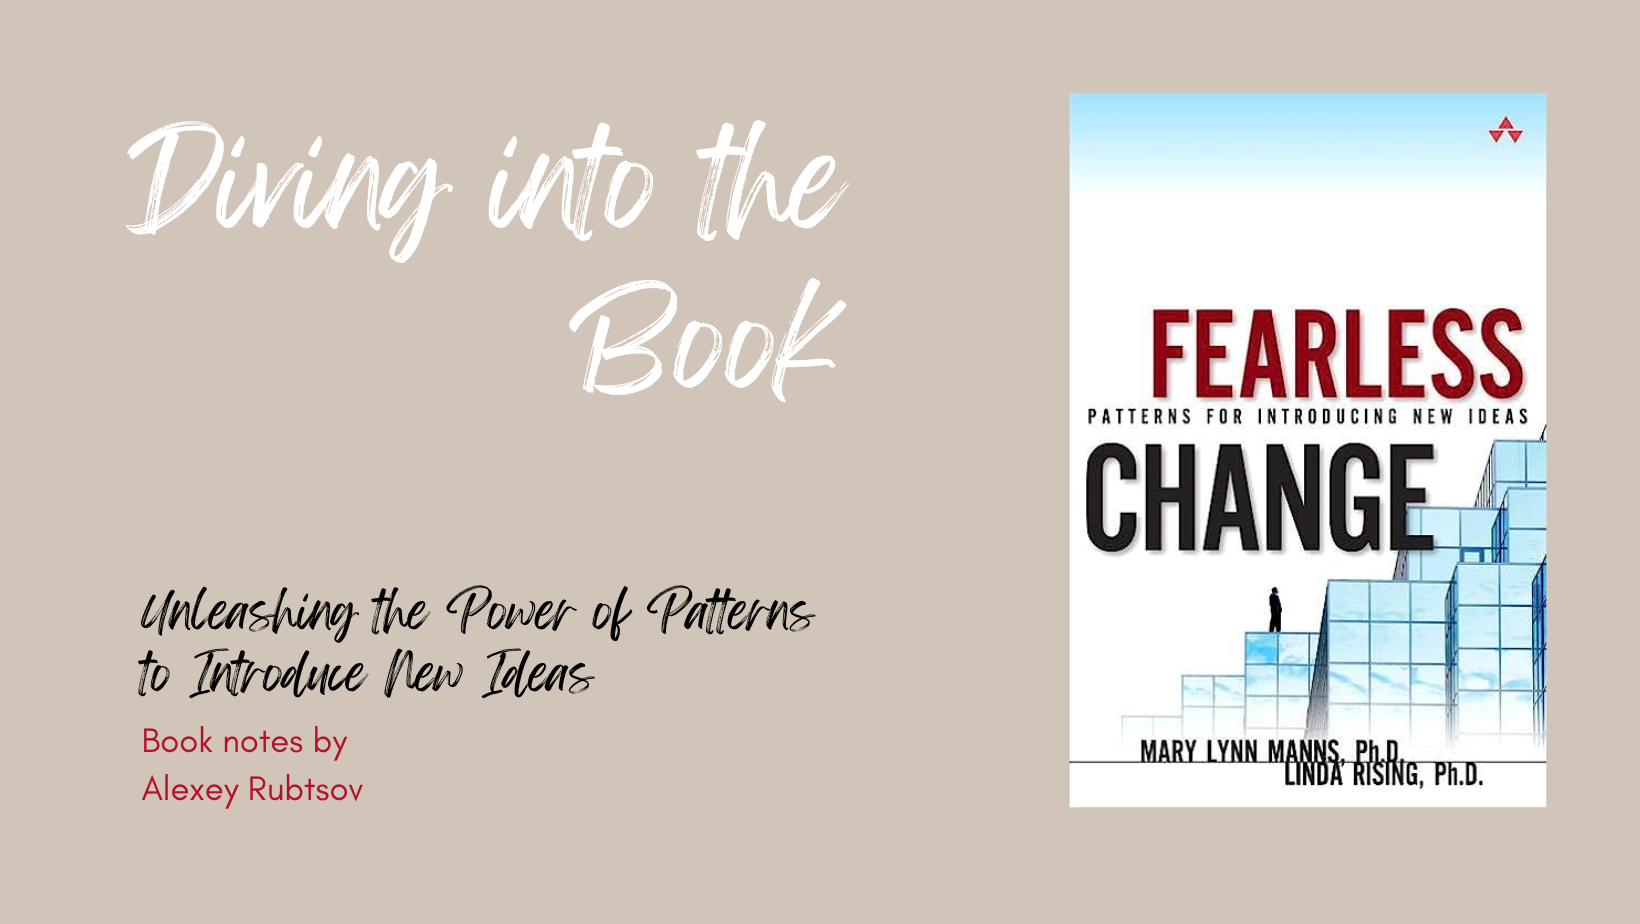 Diving into the
Book
Unleashing the Power of Patterns
to Introduce New Ideas
Book notes by
Alexey Rubtsov
FEARLESS
PATTERNS FOR INTRODUCING NEW IDEAS
CHANGE
MARY LYNN MANNS, Ph.D.
LINDA RISING, Ph.D.